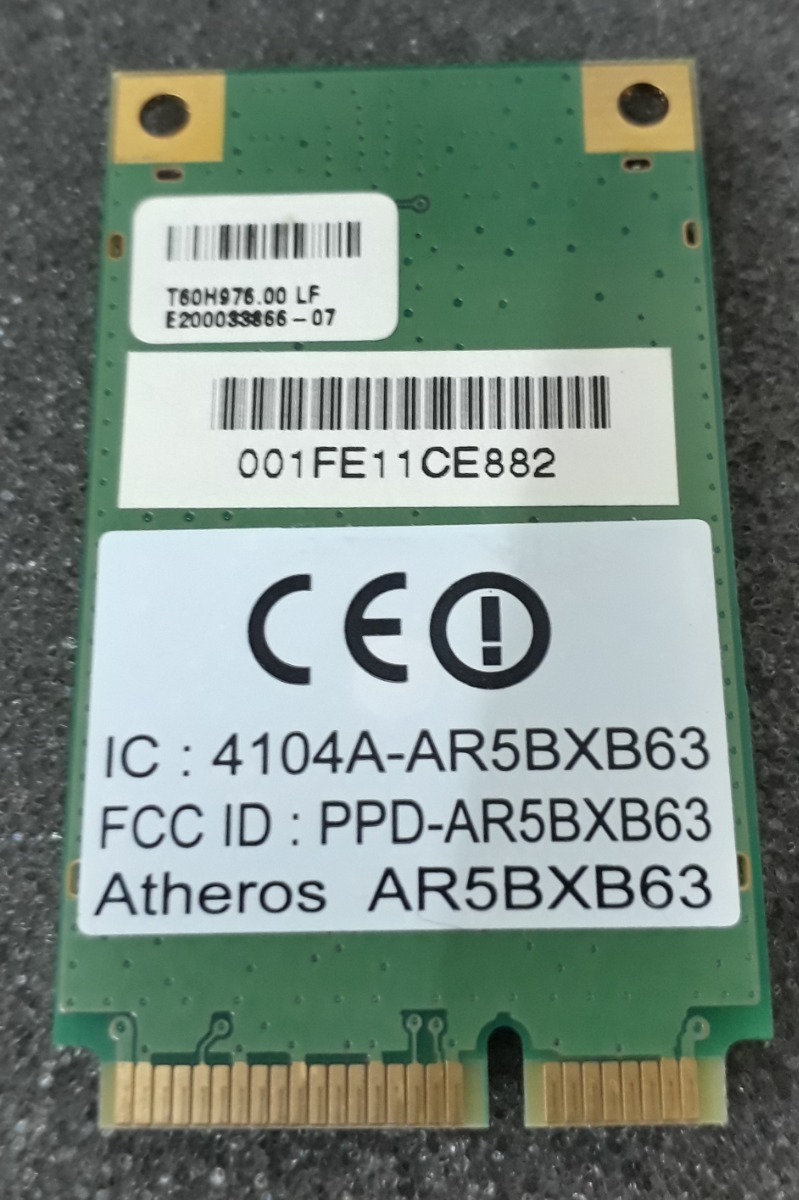 T60H976.00 LF
E200033866-07
001FE11CE882
CE
IC : 4104A-AR5BXB63
FCC ID : PPD-AR5BXB63
Atheros AR5BXB63